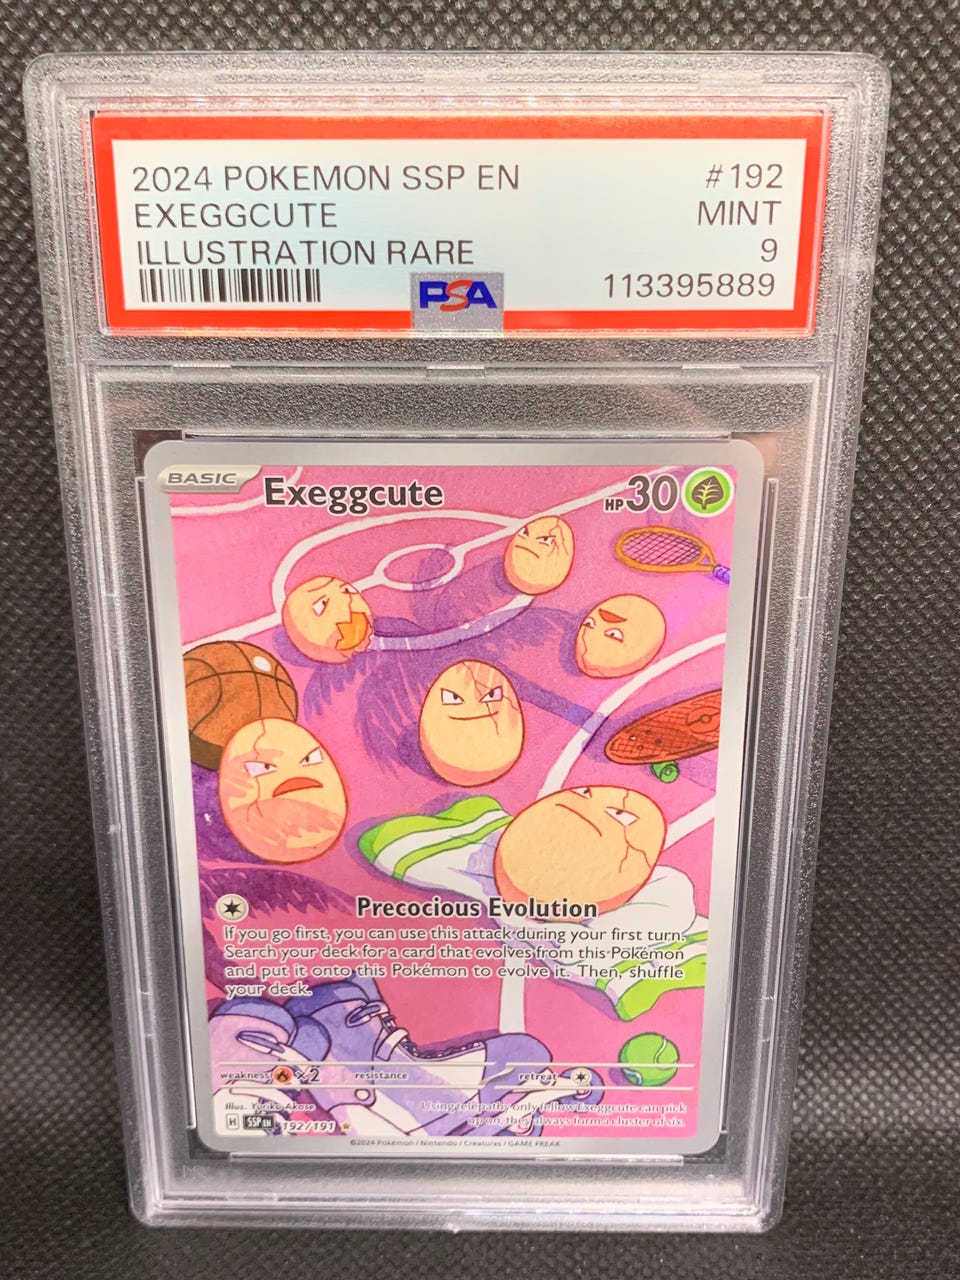 2024 POKEMON SSP EN #192
EXEGGCUTE MINT
ILLUSTRATION RARE 9
PSA 113395889
BASIC Exeggcute HP 30
Precocious Evolution
If you go first, you can use this attack during your first turn.
Search your deck for a card that evolves from this Pokémon
and put it onto this Pokémon to evolve it. Then, shuffle
your deck.
weakness ×2 resistance retreat
Illus. Yuriko Akase
Using telepathy only fellow Exeggcute can pick
up on, they always form a cluster of six.
H SSP EN 192/191
©2024 Pokémon / Nintendo / Creatures / GAME FREAK